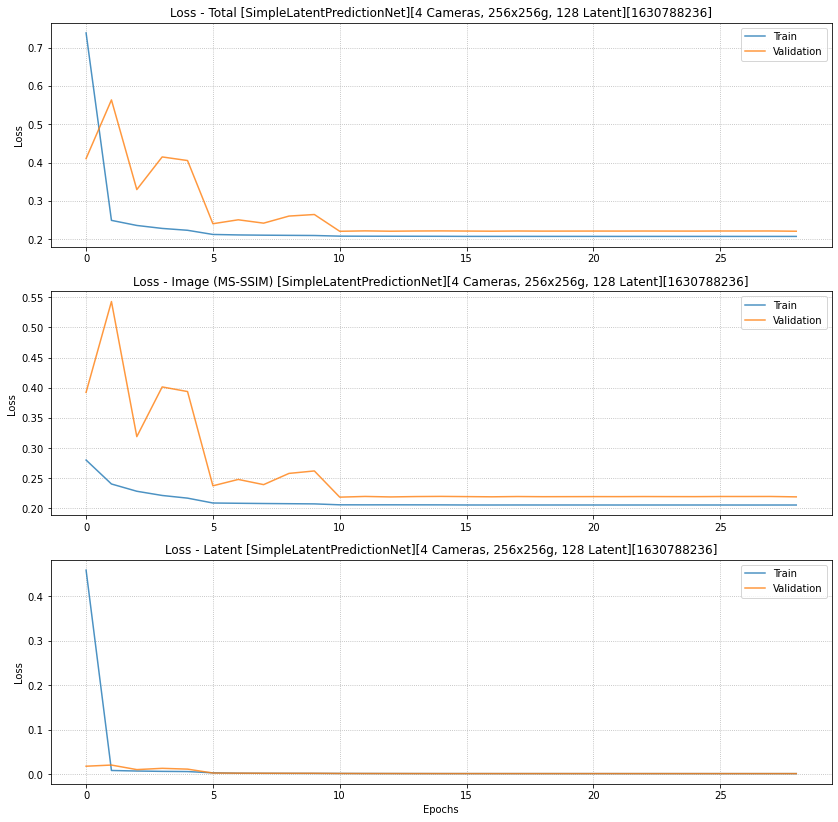 Loss - Total [SimpleLatentPredictionNet][4 Cameras, 256x256g, 128 Latent][1630788236]
Train
Validation
Loss
0.7
0.6
0.5
0.4
0.3
0.2
0 5 10 15 20 25
Loss - Image (MS-SSIM) [SimpleLatentPredictionNet][4 Cameras, 256x256g, 128 Latent][1630788236]
Train
Validation
Loss
0.55
0.50
0.45
0.40
0.35
0.30
0.25
0.20
0 5 10 15 20 25
Loss - Latent [SimpleLatentPredictionNet][4 Cameras, 256x256g, 128 Latent][1630788236]
Train
Validation
Loss
0.4
0.3
0.2
0.1
0.0
0 5 10 15 20 25
Epochs